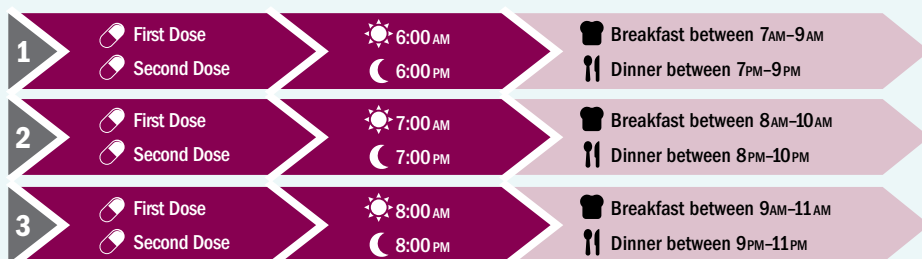 1
First Dose
Second Dose
6:00 AM
6:00 PM
Breakfast between 7AM–9AM
Dinner between 7PM–9PM
2
First Dose
Second Dose
7:00 AM
7:00 PM
Breakfast between 8AM–10AM
Dinner between 8PM–10PM
3
First Dose
Second Dose
8:00 AM
8:00 PM
Breakfast between 9AM–11AM
Dinner between 9PM–11PM